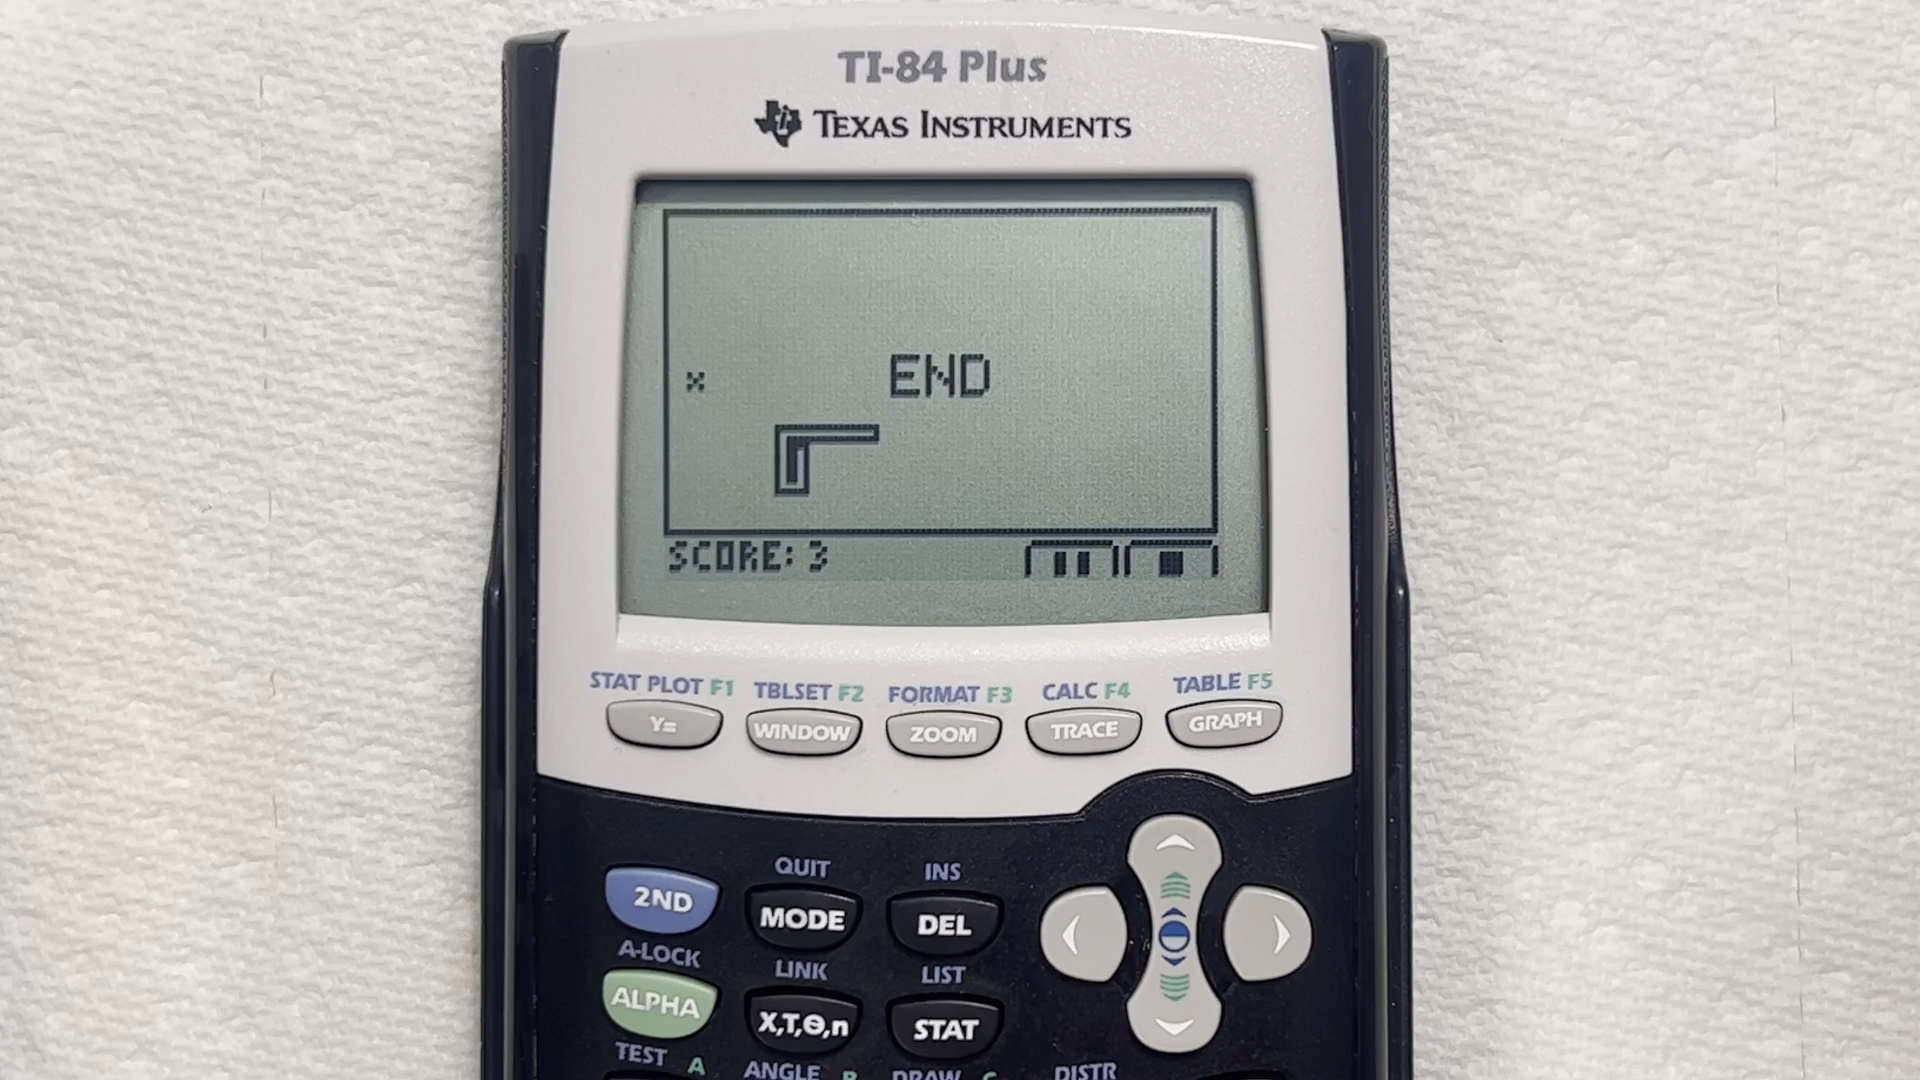 TI-84 Plus
TEXAS INSTRUMENTS
x
END
SCORE: 3
STAT PLOT F1 TBLSET F2 FORMAT F3 CALC F4 TABLE F5
Y= WINDOW ZOOM TRACE GRAPH
QUIT INS
2ND MODE DEL
A-LOCK LINK LIST
ALPHA X,T,Θ,n STAT
TEST A ANGLE B DRAW C DISTR